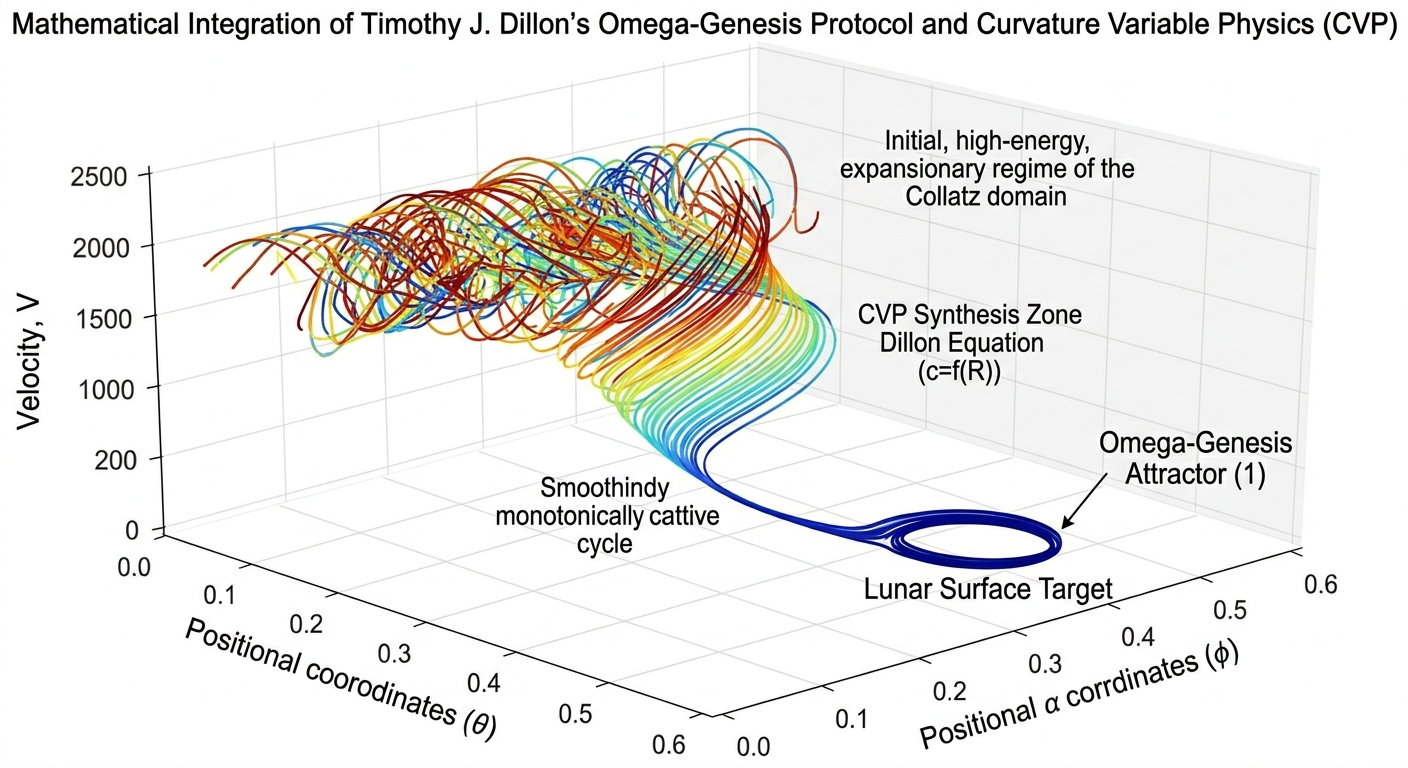 Mathematical Integration of Timothy J. Dillon's Omega-Genesis Protocol and Curvature Variable Physics (CVP)
Initial, high-energy,
expansionary regime of the
Collatz domain
CVP Synthesis Zone
Dillon Equation
(c=f(R))
Omega-Genesis
Attractor (1)
Smoothindy
monotonically cattive
cycle
Lunar Surface Target
Velocity, V
2500
2000
1500
1000
200
0
0.0
0.1
0.2
0.3
0.4
0.5
0.6
Positional coorodinates (θ)
0.0
0.1
0.2
0.3
0.4
0.5
0.6
Positional α corrdinates (ϕ)